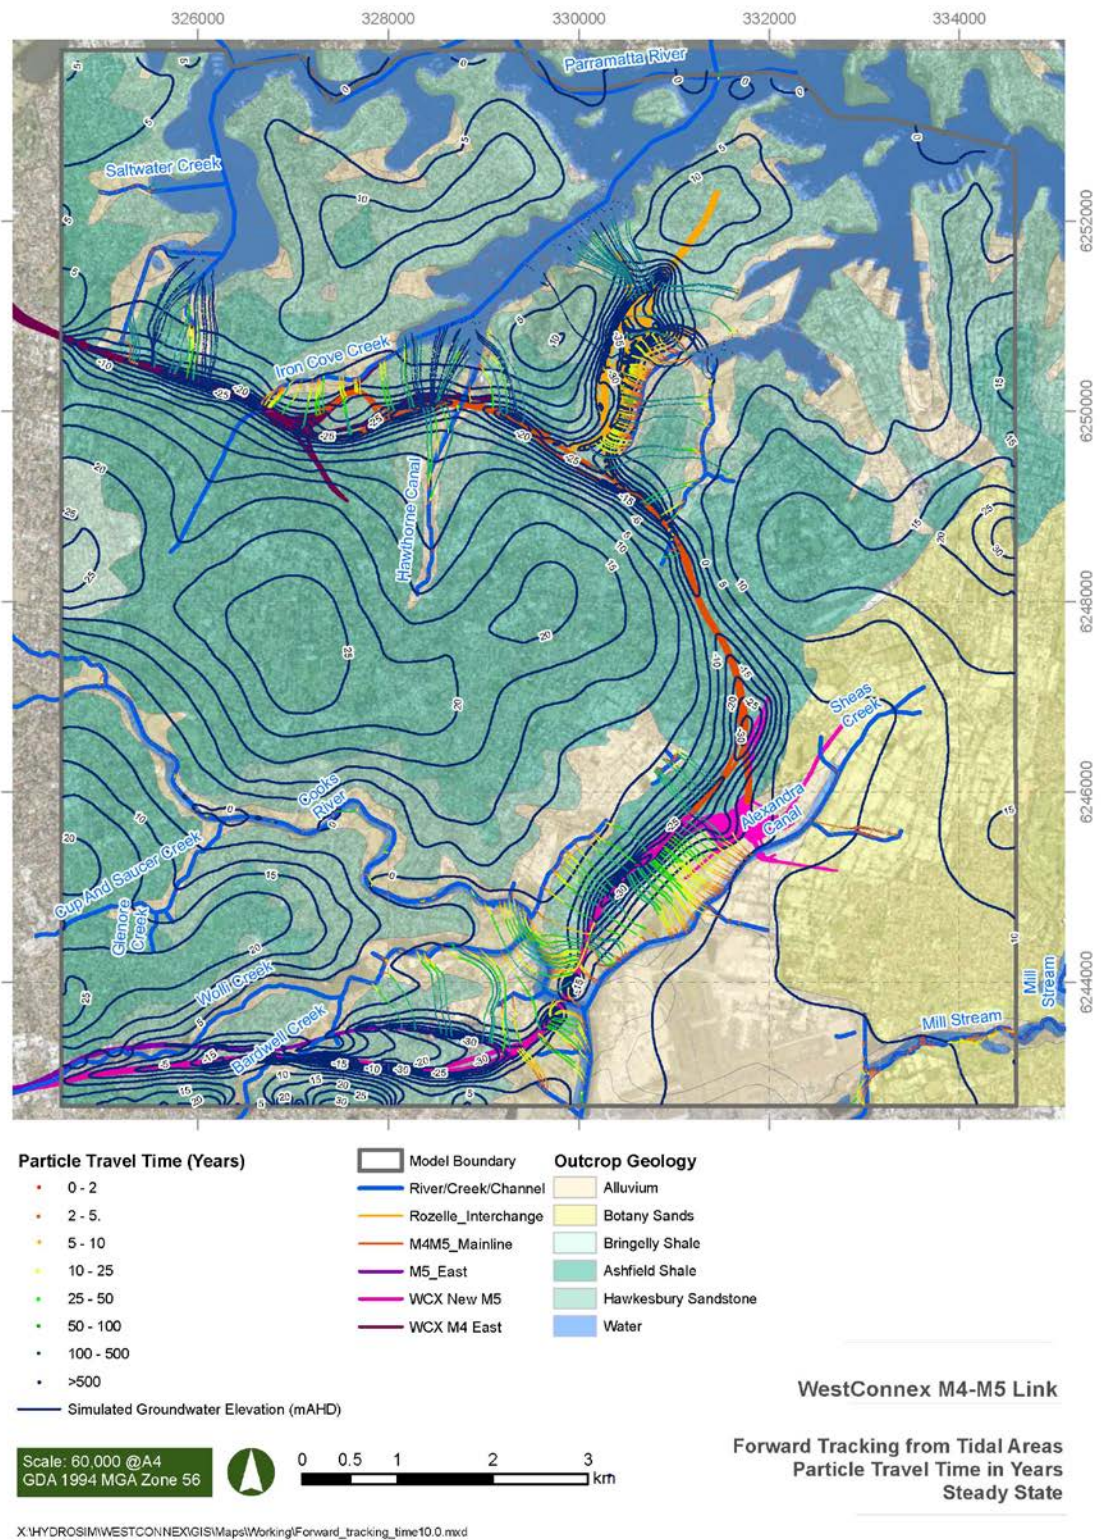 326000
328000
330000
332000
334000
Parramatta River
Saltwater Creek
6252000
Iron Cove Creek
6250000
Hawthorne Canal
6248000
Sheas
Creek
6246000
Alexandra
Canal
Cooks
River
Cup And Saucer Creek
Glenore
Creek
Wolli Creek
Bardwell Creek
6244000
Mill
Stream
Mill Stream
Particle Travel Time (Years)
0 - 2
2 - 5.
5 - 10
10 - 25
25 - 50
50 - 100
100 - 500
>500
Simulated Groundwater Elevation (mAHD)
Model Boundary
River/Creek/Channel
Rozelle_Interchange
M4M5_Mainline
M5_East
WCX New M5
WCX M4 East
Outcrop Geology
Alluvium
Botany Sands
Bringelly Shale
Ashfield Shale
Hawkesbury Sandstone
Water
WestConnex M4-M5 Link
Forward Tracking from Tidal Areas
Particle Travel Time in Years
Steady State
Scale: 60,000 @A4
GDA 1994 MGA Zone 56
0 0.5 1 2 3
km
X:\HYDROSIM\WESTCONNEX\GIS\Maps\Working\Forward_tracking_time10.0.mxd